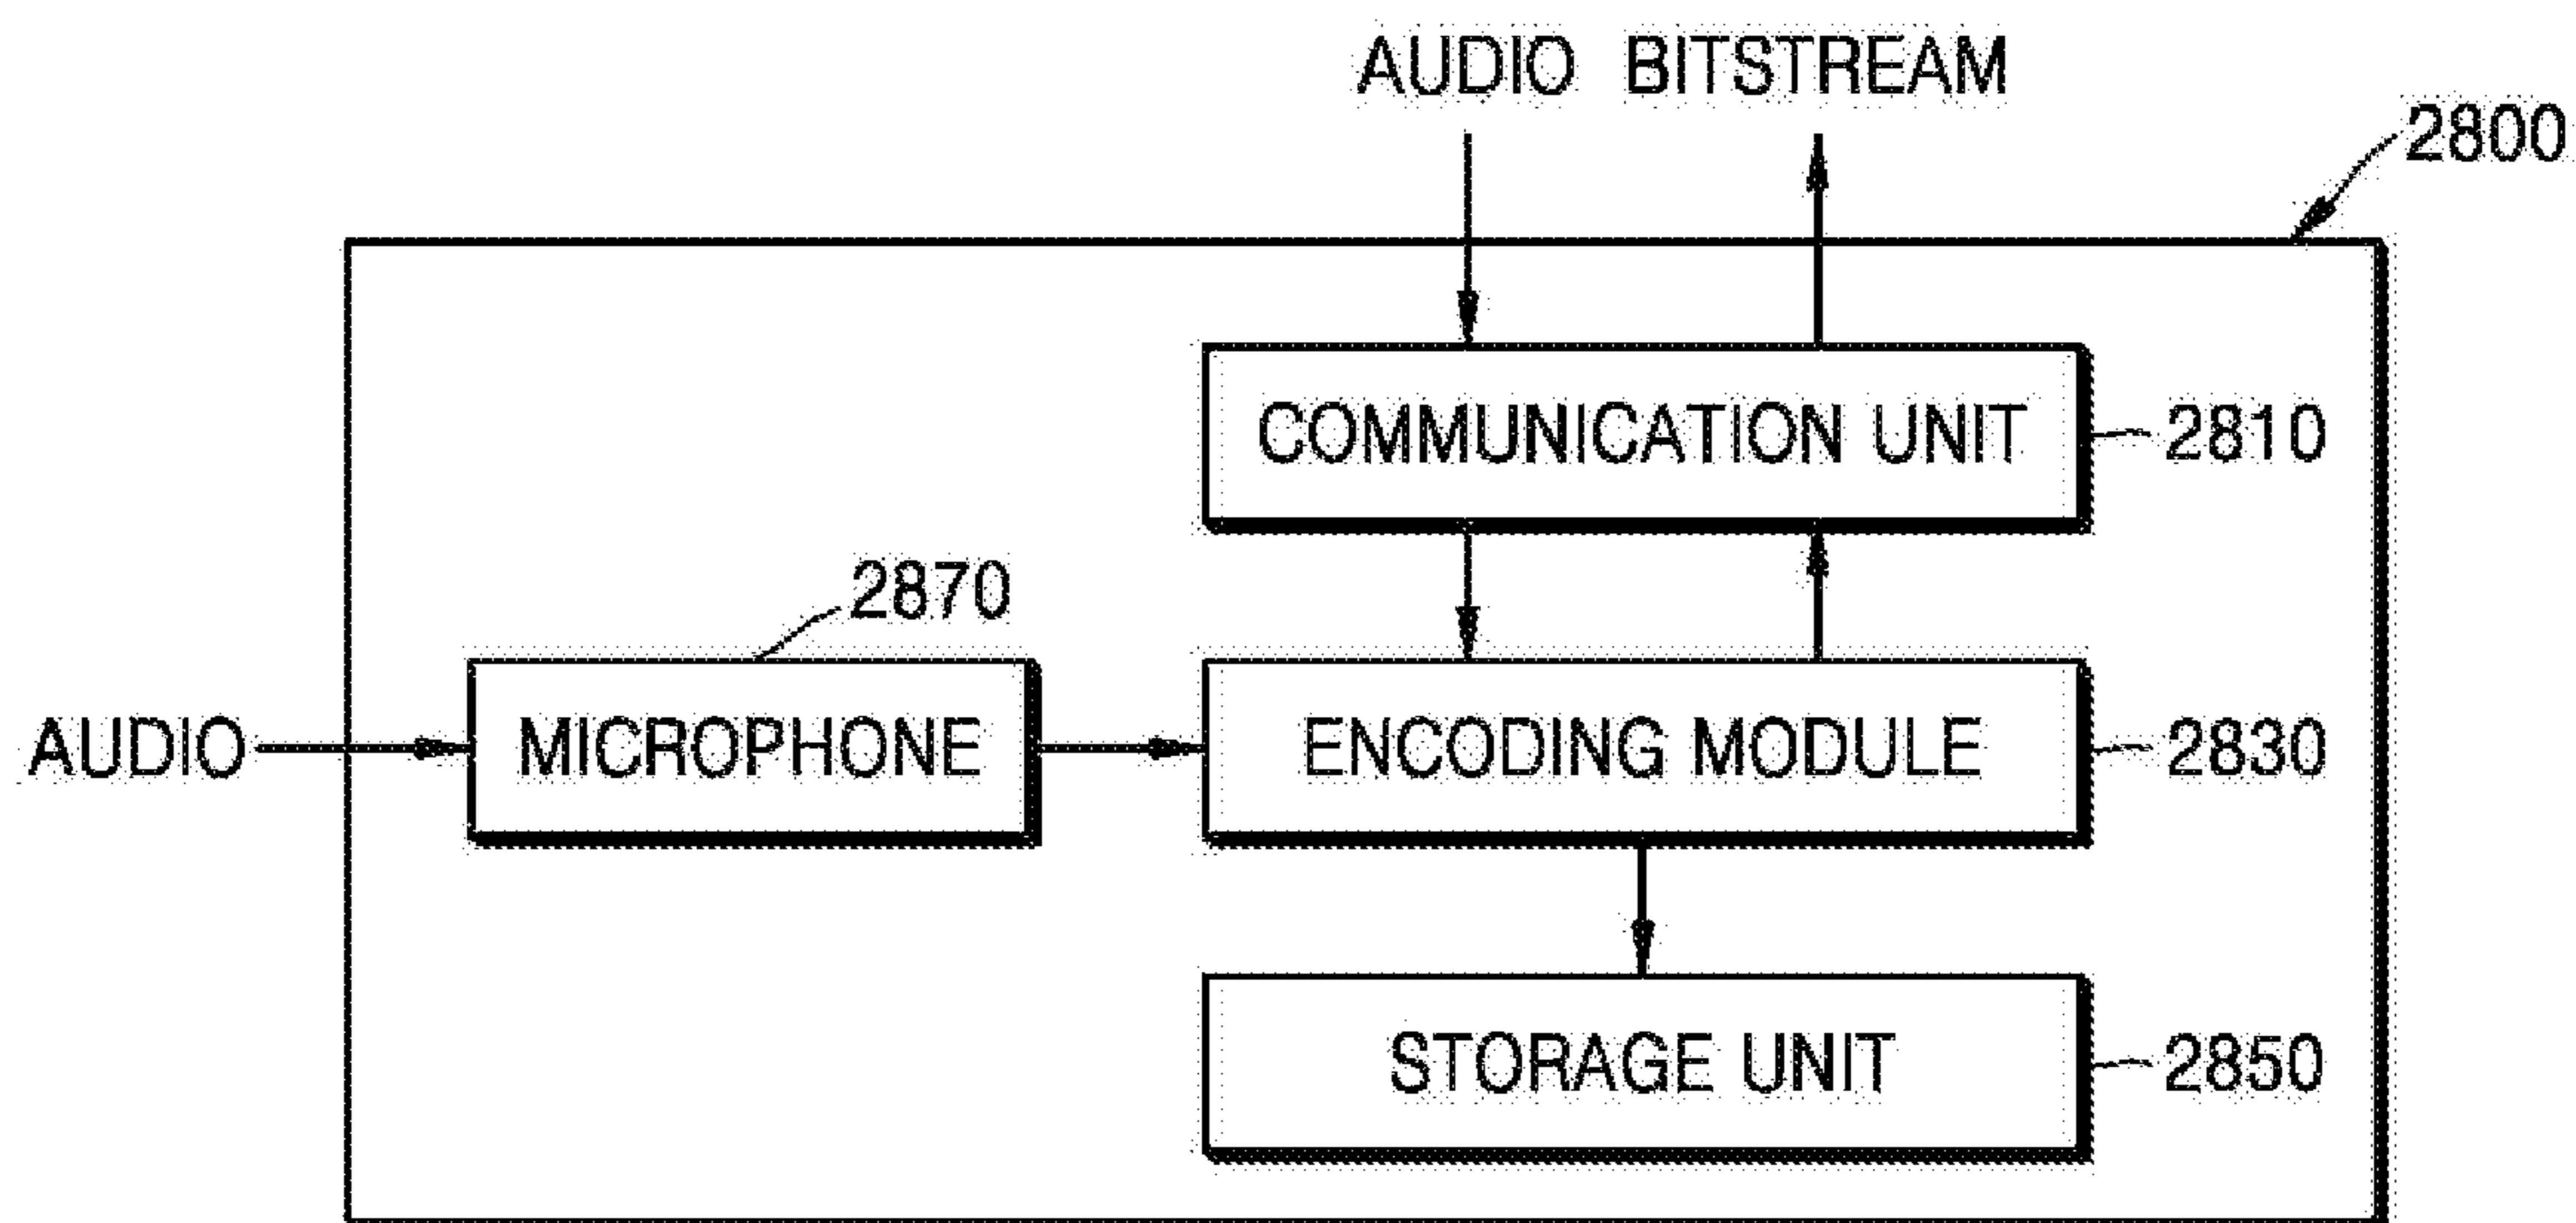 AUDIO BITSTREAM
2800
COMMUNICATION UNIT
2810
2870
AUDIO
MICROPHONE
ENCODING MODULE
2830
STORAGE UNIT
2850